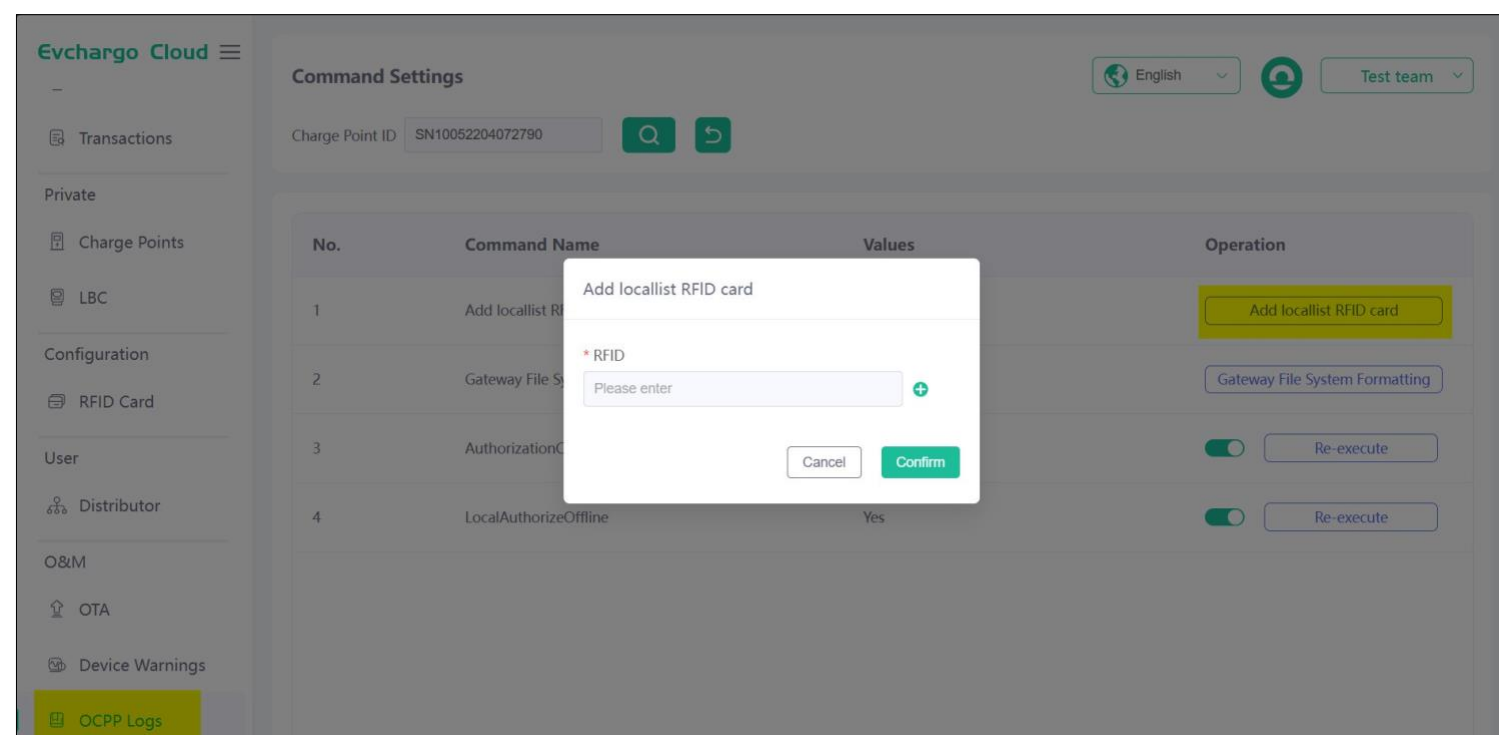 Evchargo Cloud
Transactions
Private
Charge Points
LBC
Configuration
RFID Card
User
Distributor
O&M
OTA
Device Warnings
OCPP Logs
Command Settings
English
Test team
Charge Point ID SN10052204072790
No. Command Name Values Operation
1 Add locallist RF Add locallist RFID card
2 Gateway File Sy Gateway File System Formatting
3 AuthorizationC Re-execute
4 LocalAuthorizeOffline Yes Re-execute
Add locallist RFID card
* RFID
Please enter
Cancel Confirm